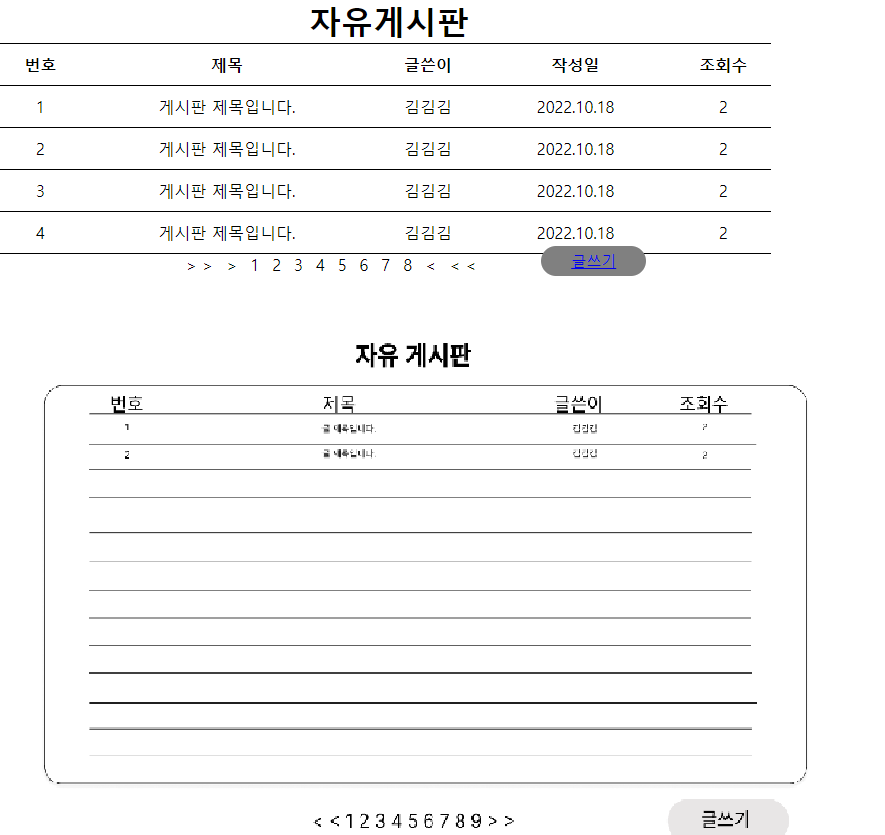 자유게시판
번호 제목 글쓴이 작성일 조회수
1 게시판 제목입니다. 김김김 2022.10.18 2
2 게시판 제목입니다. 김김김 2022.10.18 2
3 게시판 제목입니다. 김김김 2022.10.18 2
4 게시판 제목입니다. 김김김 2022.10.18 2
> > > 1 2 3 4 5 6 7 8 < < < 글쓰기
자유 게시판
번호 제목 글쓴이 조회수
1 글 제목입니다. 김김김 2
2 글 제목입니다. 김김김 2
< < 1 2 3 4 5 6 7 8 9 > > 글쓰기